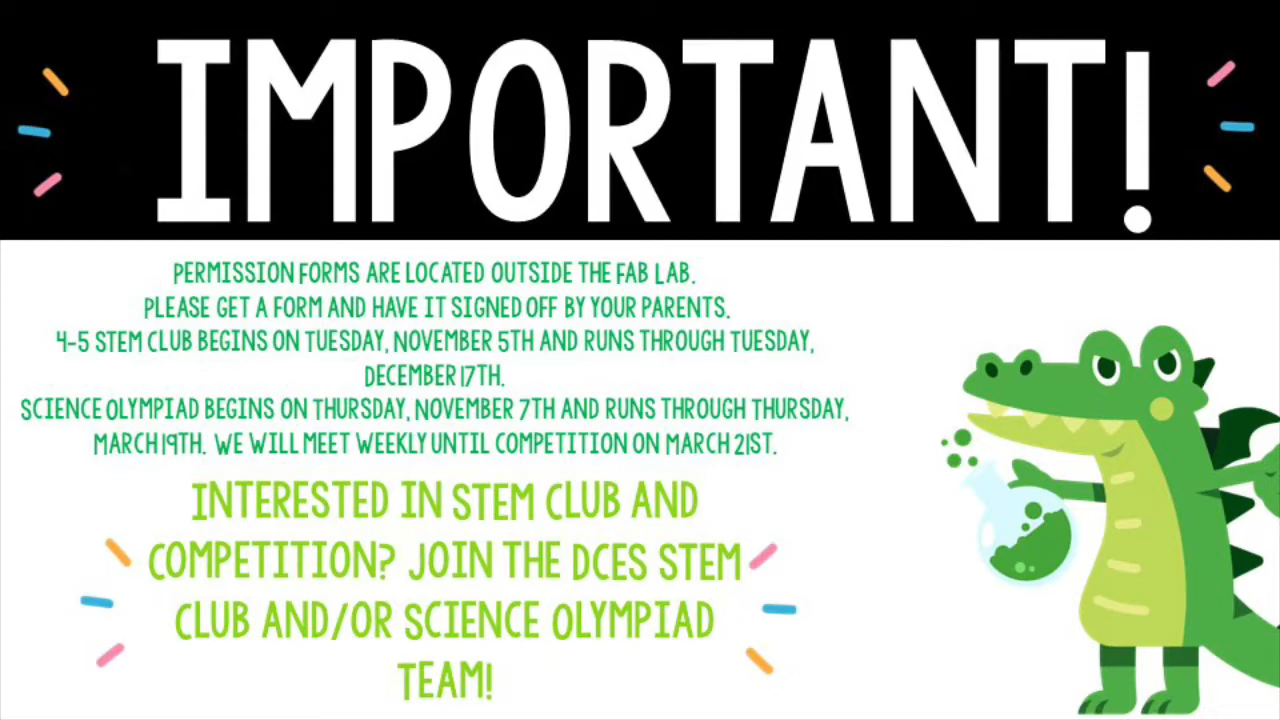 IMPORTANT!
PERMISSION FORMS ARE LOCATED OUTSIDE THE FAB LAB.
PLEASE GET A FORM AND HAVE IT SIGNED OFF BY YOUR PARENTS.
4-5 STEM CLUB BEGINS ON TUESDAY, NOVEMBER 5TH AND RUNS THROUGH TUESDAY,
DECEMBER 17TH.
SCIENCE OLYMPIAD BEGINS ON THURSDAY, NOVEMBER 7TH AND RUNS THROUGH THURSDAY,
MARCH 19TH. WE WILL MEET WEEKLY UNTIL COMPETITION ON MARCH 21ST.
INTERESTED IN STEM CLUB AND
COMPETITION? JOIN THE DCES STEM
CLUB AND/OR SCIENCE OLYMPIAD
TEAM!